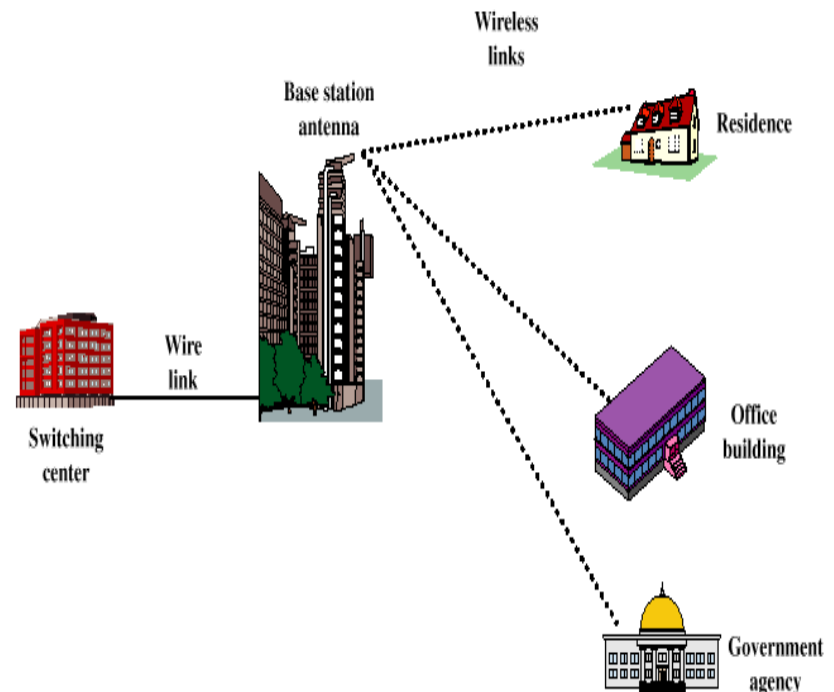 Wireless
links
Base station
antenna
Residence
Wire
link
Switching
center
Office
building
Government
agency